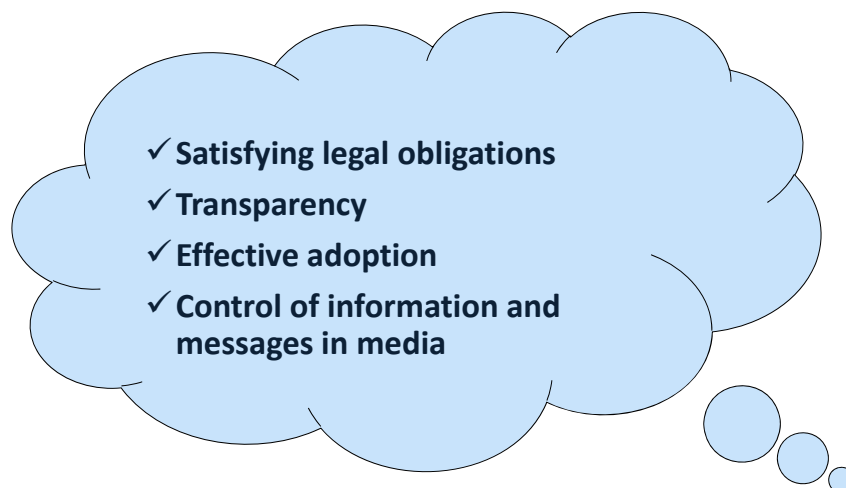 ✓ Satisfying legal obligations
✓ Transparency
✓ Effective adoption
✓ Control of information and
messages in media